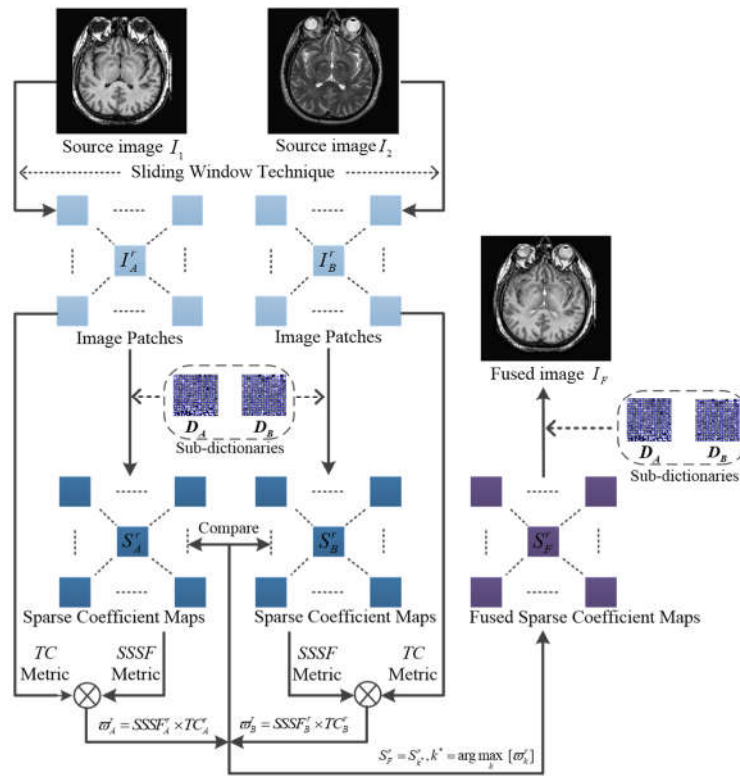 Source image I₁
Source image I₂
Sliding Window Technique
I_A^r
I_B^r
Image Patches
Image Patches
Fused image I_F
D_A D_B
Sub-dictionaries
D_A D_B
Sub-dictionaries
S_A^r
Compare
S_B^r
S_F^r
Sparse Coefficient Maps
Sparse Coefficient Maps
Fused Sparse Coefficient Maps
TC
Metric
SSSF
Metric
SSSF
Metric
TC
Metric
ϖ_A^r = SSSF_A^r × TC_A^r
ϖ_B^r = SSSF_B^r × TC_B^r
S_F^r = S_{k*}^r, k* = arg max_k [ϖ_k^r]